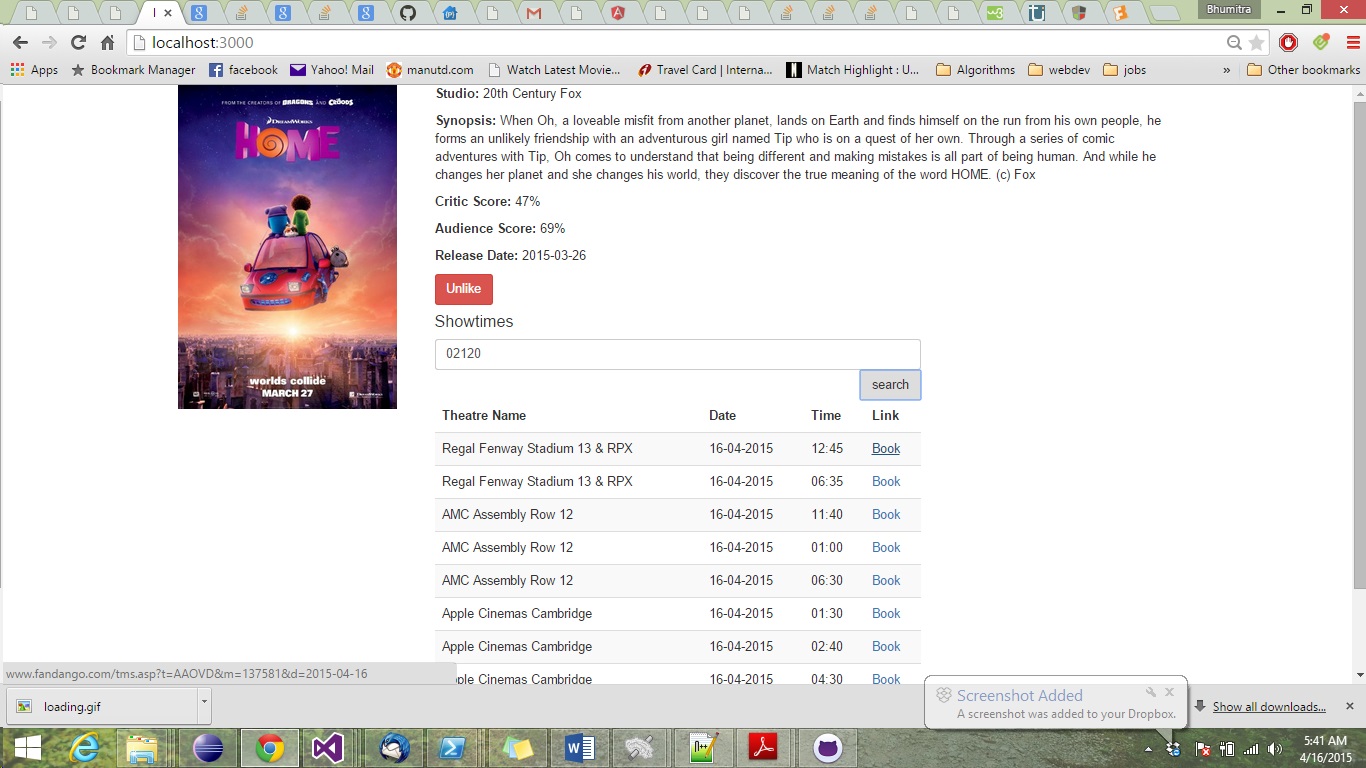 Bhumitra
localhost:3000
Apps Bookmark Manager facebook Yahoo! Mail manutd.com Watch Latest Movie... Travel Card | Interna... Match Highlight : U... Algorithms webdev jobs » Other bookmarks
FROM THE CREATORS OF DRAGONS AND THE CROODS
DREAMWORKS
HOME
worlds collide
MARCH 27
Studio: 20th Century Fox
Synopsis: When Oh, a loveable misfit from another planet, lands on Earth and finds himself on the run from his own people, he
forms an unlikely friendship with an adventurous girl named Tip who is on a quest of her own. Through a series of comic
adventures with Tip, Oh comes to understand that being different and making mistakes is all part of being human. And while he
changes her planet and she changes his world, they discover the true meaning of the word HOME. (c) Fox
Critic Score: 47%
Audience Score: 69%
Release Date: 2015-03-26
Unlike
Showtimes
02120
search
Theatre Name Date Time Link
Regal Fenway Stadium 13 & RPX 16-04-2015 12:45 Book
Regal Fenway Stadium 13 & RPX 16-04-2015 06:35 Book
AMC Assembly Row 12 16-04-2015 11:40 Book
AMC Assembly Row 12 16-04-2015 01:00 Book
AMC Assembly Row 12 16-04-2015 06:30 Book
Apple Cinemas Cambridge 16-04-2015 01:30 Book
Apple Cinemas Cambridge 16-04-2015 02:40 Book
Apple Cinemas Cambridge 16-04-2015 04:30 Book
www.fandango.com/tms.asp?t=AAOVD&m=137581&d=2015-04-16
loading.gif
Screenshot Added
A screenshot was added to your Dropbox.
Show all downloads...
5:41 AM
4/16/2015